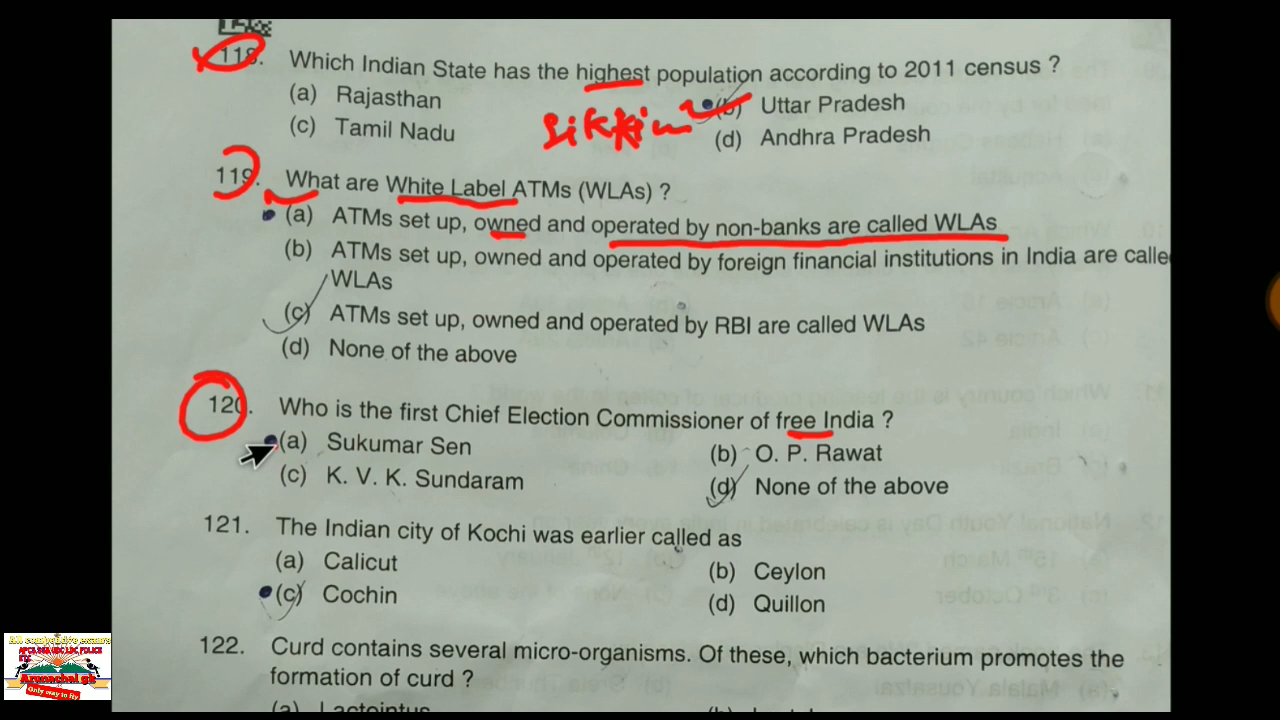 118. Which Indian State has the highest population according to 2011 census ?
(a) Rajasthan (b) Uttar Pradesh
Sikkim
(c) Tamil Nadu (d) Andhra Pradesh
119. What are White Label ATMs (WLAs) ?
(a) ATMs set up, owned and operated by non-banks are called WLAs
(b) ATMs set up, owned and operated by foreign financial institutions in India are calle
WLAs
(c) ATMs set up, owned and operated by RBI are called WLAs
(d) None of the above
120. Who is the first Chief Election Commissioner of free India ?
(a) Sukumar Sen (b) O. P. Rawat
(c) K. V. K. Sundaram (d) None of the above
121. The Indian city of Kochi was earlier called as
(a) Calicut (b) Ceylon
(c) Cochin (d) Quillon
122. Curd contains several micro-organisms. Of these, which bacterium promotes the
formation of curd ?
(a)
All competitive exams
Arunachal gk
Only way to fly